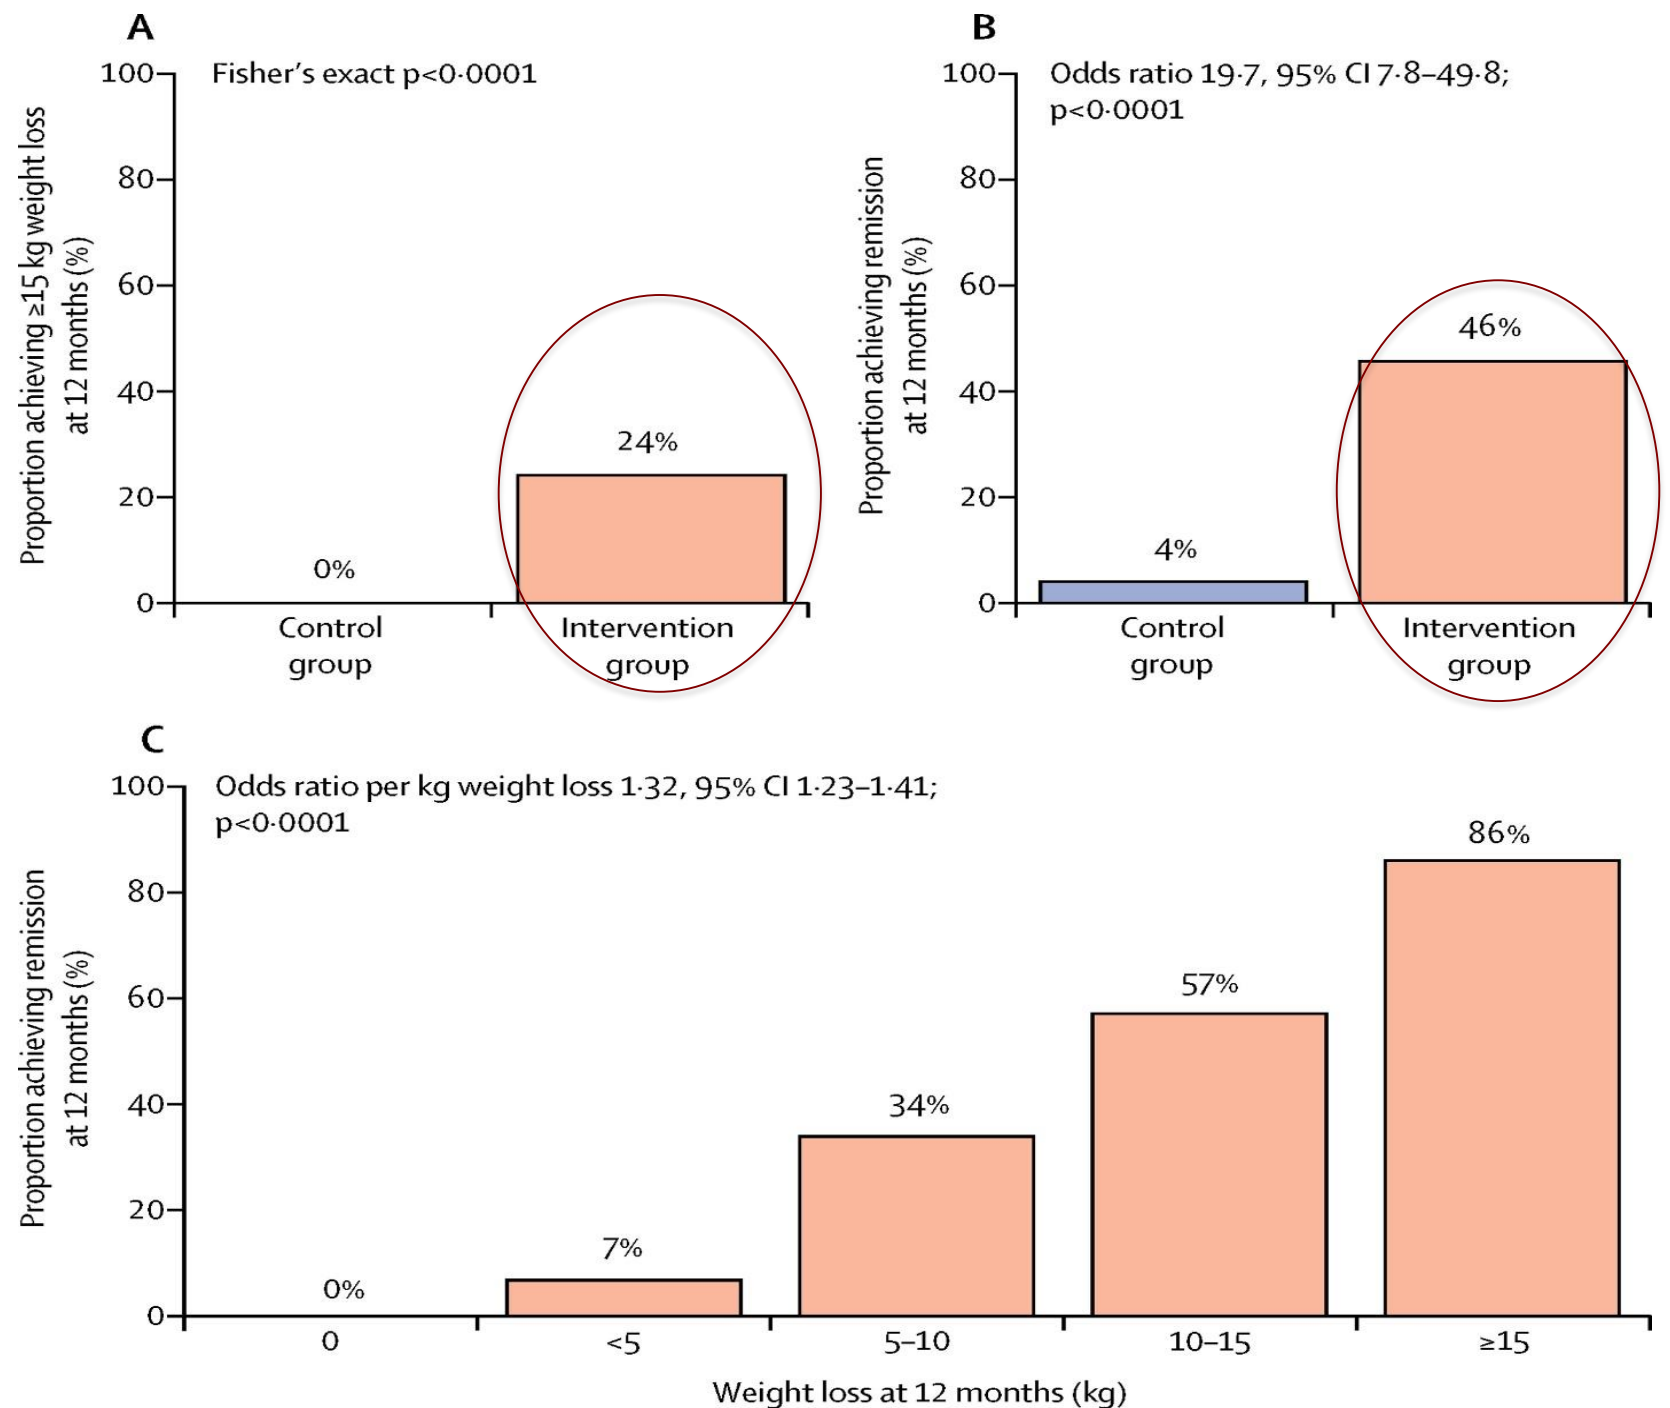 A
Fisher's exact p<0·0001
100
80
60
40
20
0
Proportion achieving ≥15 kg weight loss
at 12 months (%)
0%
24%
Control
group
Intervention
group
B
Odds ratio 19·7, 95% CI 7·8–49·8;
p<0·0001
100
80
60
40
20
0
Proportion achieving remission
at 12 months (%)
4%
46%
Control
group
Intervention
group
C
Odds ratio per kg weight loss 1·32, 95% CI 1·23–1·41;
p<0·0001
100
80
60
40
20
0
Proportion achieving remission
at 12 months (%)
0%
7%
34%
57%
86%
0
<5
5–10
10–15
≥15
Weight loss at 12 months (kg)